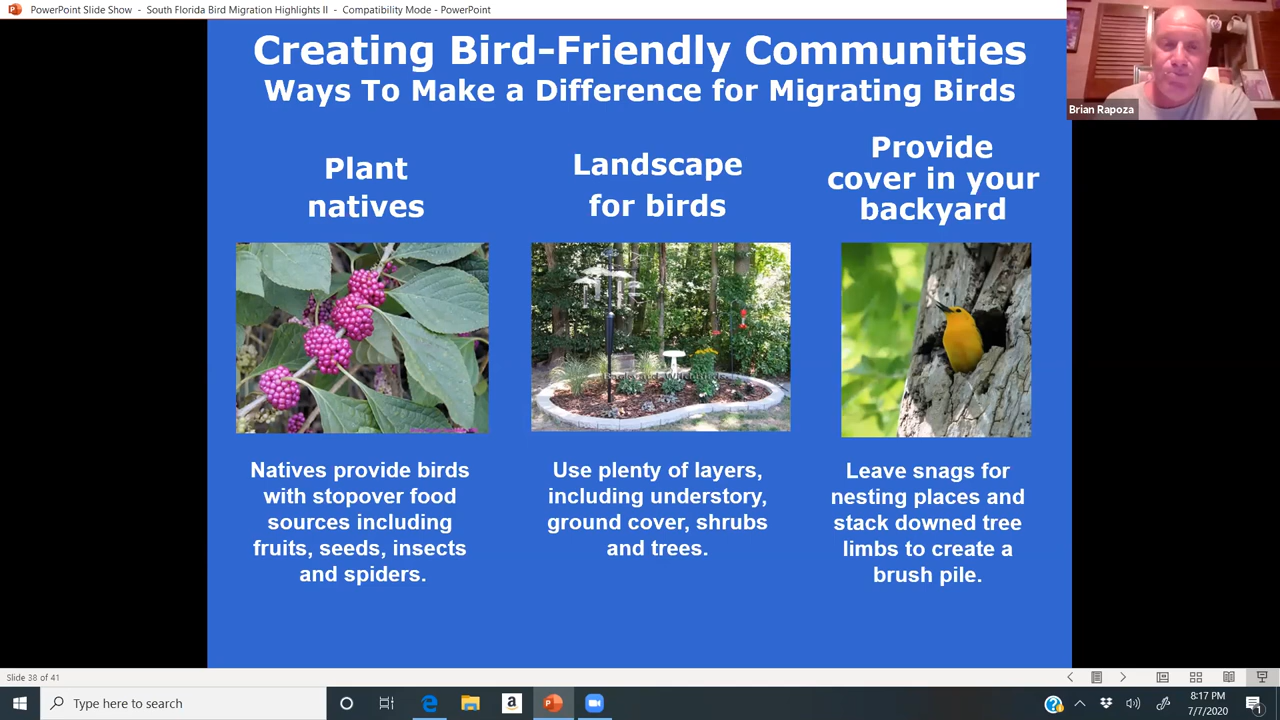 PowerPoint Slide Show - South Florida Bird Migration Highlights II - Compatibility Mode - PowerPoint
Brian Rapoza
Creating Bird-Friendly Communities
Ways To Make a Difference for Migrating Birds
Plant
natives
Natives provide birds
with stopover food
sources including
fruits, seeds, insects
and spiders.
Landscape
for birds
Use plenty of layers,
including understory,
ground cover, shrubs
and trees.
Provide
cover in your
backyard
Leave snags for
nesting places and
stack downed tree
limbs to create a
brush pile.
Slide 38 of 41
Type here to search
8:17 PM
7/7/2020